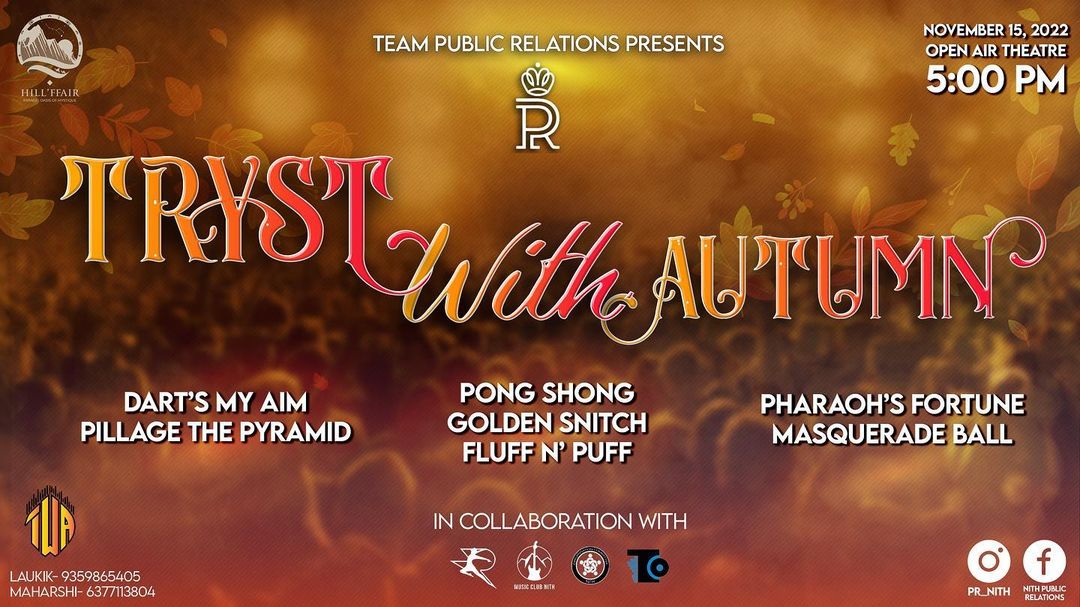 HILL'FFAIR
TEAM PUBLIC RELATIONS PRESENTS
PR
NOVEMBER 15, 2022
OPEN AIR THEATRE
5:00 PM
TRYST
With AUTUMN
DART'S MY AIM
PILLAGE THE PYRAMID
PONG SHONG
GOLDEN SNITCH
FLUFF N' PUFF
PHARAOH'S FORTUNE
MASQUERADE BALL
IN COLLABORATION WITH
MUSIC CLUB NITH
TWA
LAUKIK- 9359865405
MAHARSHI- 6377113804
PR_NITH
NITH PUBLIC
RELATIONS